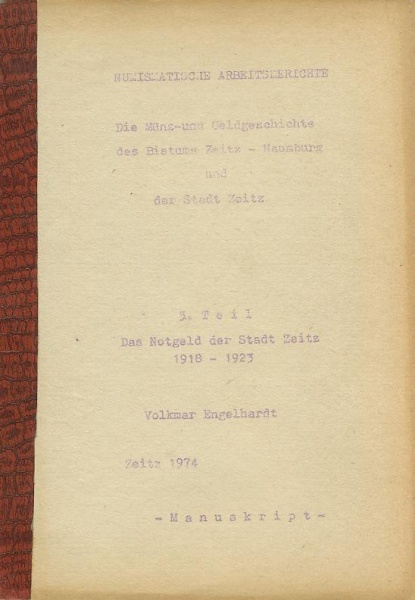 NUMISMATISCHE ARBEITSBERICHTE
Die Münz-und Geldgeschichte
des Bistums Zeitz - Naumburg
und
der Stadt Zeitz
3. T e i l
Das Notgeld der Stadt Zeitz
1918 - 1923
Volkmar Engelhardt
Zeitz 1974
- M a n u s k r i p t -